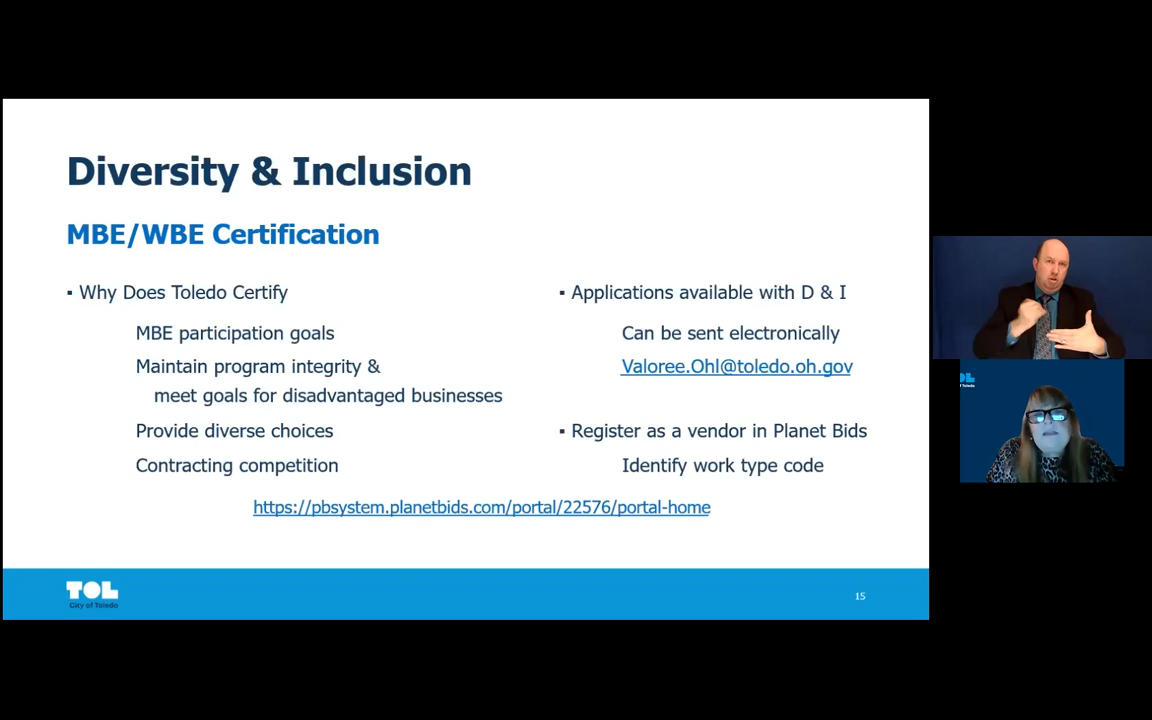 Diversity & Inclusion
MBE/WBE Certification
▪ Why Does Toledo Certify
MBE participation goals
Maintain program integrity &
meet goals for disadvantaged businesses
Provide diverse choices
Contracting competition
▪ Applications available with D & I
Can be sent electronically
Valoree.Ohl@toledo.oh.gov
▪ Register as a vendor in Planet Bids
Identify work type code
https://pbsystem.planetbids.com/portal/22576/portal-home
TOL
City of Toledo
15